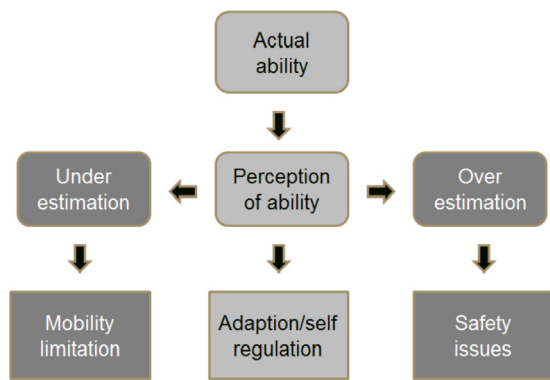 Actual
ability
Under
estimation
Perception
of ability
Over
estimation
Mobility
limitation
Adaption/self
regulation
Safety
issues